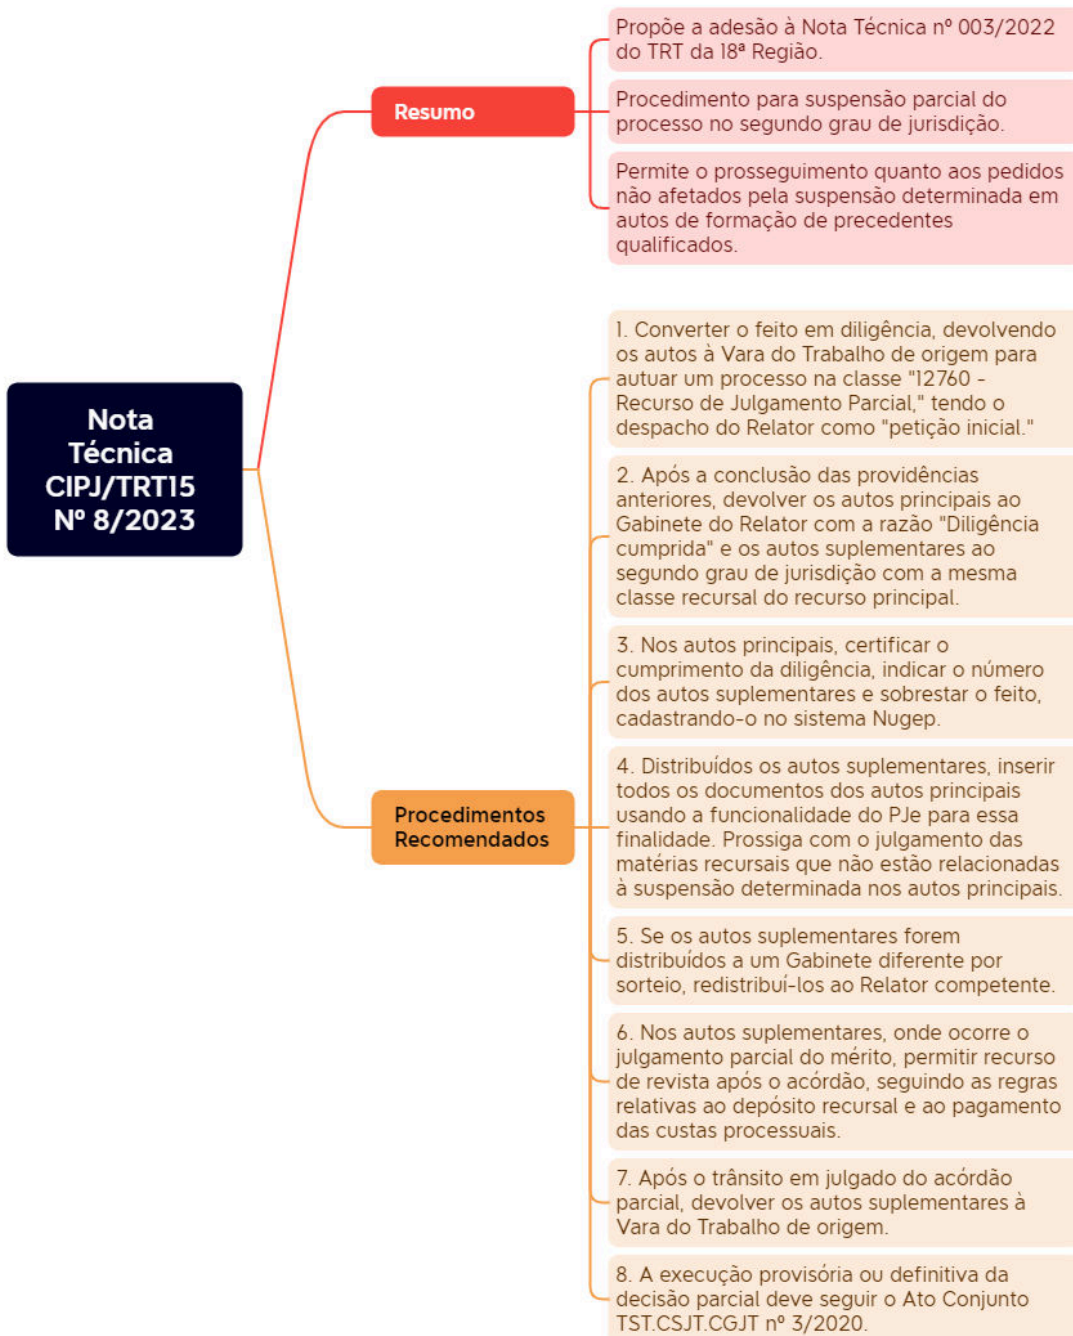 Nota
Técnica
CIPJ/TRT15
Nº 8/2023
Resumo
Propõe a adesão à Nota Técnica nº 003/2022
do TRT da 18ª Região.
Procedimento para suspensão parcial do
processo no segundo grau de jurisdição.
Permite o prosseguimento quanto aos pedidos
não afetados pela suspensão determinada em
autos de formação de precedentes
qualificados.
Procedimentos
Recomendados
1. Converter o feito em diligência, devolvendo
os autos à Vara do Trabalho de origem para
autuar um processo na classe "12760 -
Recurso de Julgamento Parcial," tendo o
despacho do Relator como "petição inicial."
2. Após a conclusão das providências
anteriores, devolver os autos principais ao
Gabinete do Relator com a razão "Diligência
cumprida" e os autos suplementares ao
segundo grau de jurisdição com a mesma
classe recursal do recurso principal.
3. Nos autos principais, certificar o
cumprimento da diligência, indicar o número
dos autos suplementares e sobrestar o feito,
cadastrando-o no sistema Nugep.
4. Distribuídos os autos suplementares, inserir
todos os documentos dos autos principais
usando a funcionalidade do PJe para essa
finalidade. Prossiga com o julgamento das
matérias recursais que não estão relacionadas
à suspensão determinada nos autos principais.
5. Se os autos suplementares forem
distribuídos a um Gabinete diferente por
sorteio, redistribuí-los ao Relator competente.
6. Nos autos suplementares, onde ocorre o
julgamento parcial do mérito, permitir recurso
de revista após o acórdão, seguindo as regras
relativas ao depósito recursal e ao pagamento
das custas processuais.
7. Após o trânsito em julgado do acórdão
parcial, devolver os autos suplementares à
Vara do Trabalho de origem.
8. A execução provisória ou definitiva da
decisão parcial deve seguir o Ato Conjunto
TST.CSJT.CGJT nº 3/2020.